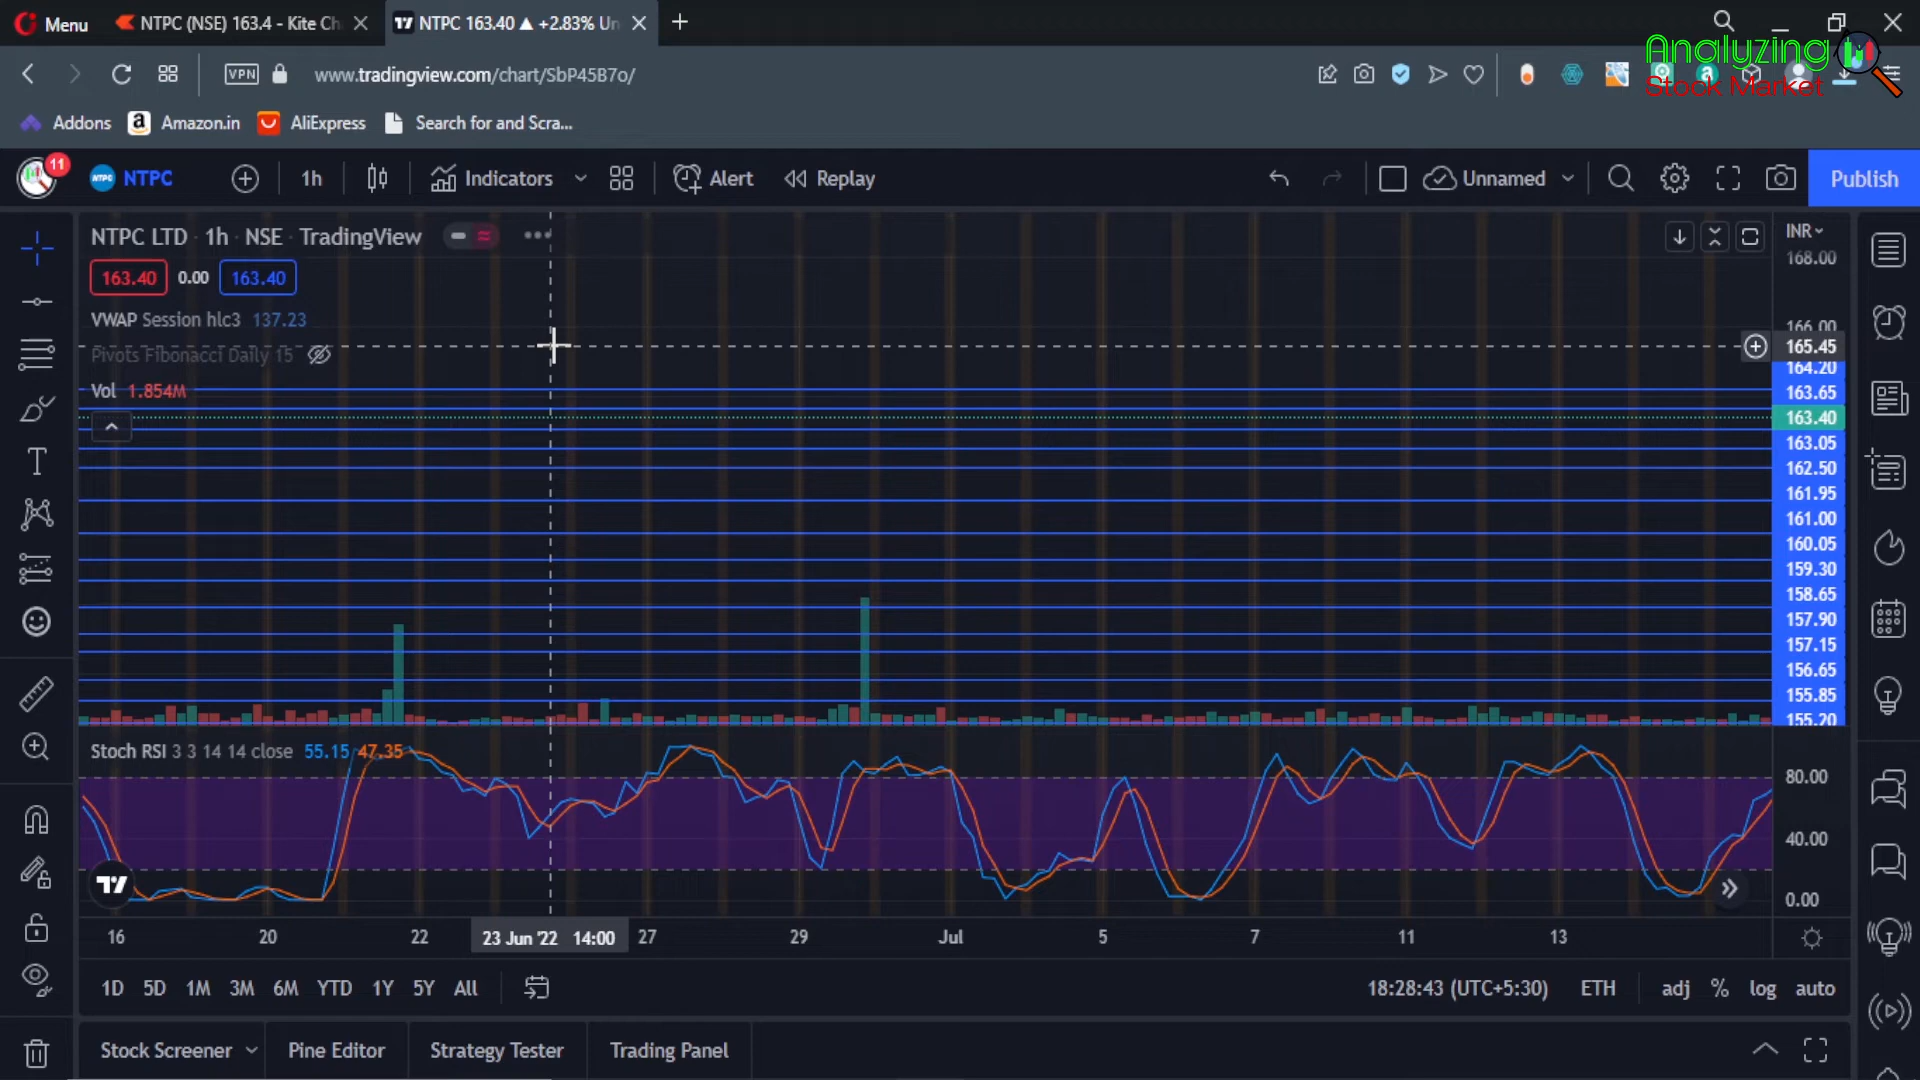 Menu
NTPC (NSE) 163.4 - Kite Ch
NTPC 163.40 ▲ +2.83% Un
VPN
www.tradingview.com/chart/SbP45B7o/
Analyzing
Stock Market
Addons
Amazon.in
AliExpress
Search for and Scra...
11
NTPC
1h
Indicators
Alert
Replay
Unnamed
Publish
NTPC LTD · 1h · NSE · TradingView
INR
163.40
0.00
163.40
VWAP Session hlc3 137.23
Pivots Fibonacci Daily 15
Vol 1.854M
168.00
166.00
165.45
164.20
163.65
163.40
163.05
162.50
161.95
161.00
160.05
159.30
158.65
157.90
157.15
156.65
155.85
155.20
Stoch RSI 3 3 14 14 close 55.15 47.35
80.00
40.00
0.00
16 20 22 23 Jun '22 14:00 27 29 Jul 5 7 11 13
1D 5D 1M 3M 6M YTD 1Y 5Y All
18:28:43 (UTC+5:30) ETH adj % log auto
Stock Screener
Pine Editor
Strategy Tester
Trading Panel